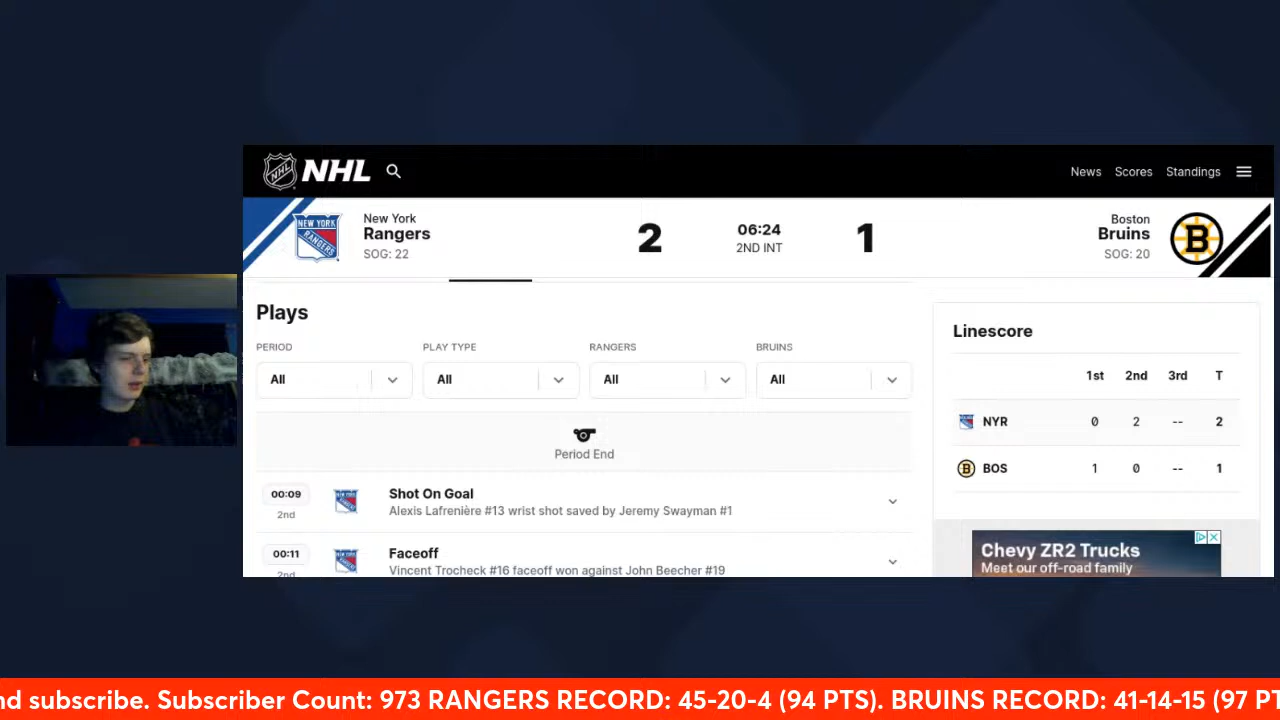 NHL NHL
News Scores Standings
New York
Rangers
SOG: 22
NEW YORK
RANGERS
2
06:24
2ND INT
1
Boston
Bruins
SOG: 20
B
Plays
PERIOD PLAY TYPE RANGERS BRUINS
All All All All
Period End
00:09
2nd
Shot On Goal
Alexis Lafrenière #13 wrist shot saved by Jeremy Swayman #1
00:11
2nd
Faceoff
Vincent Trocheck #16 faceoff won against John Beecher #19
Linescore
1st 2nd 3rd T
NYR 0 2 -- 2
B BOS 1 0 -- 1
Chevy ZR2 Trucks
Meet our off-road family
nd subscribe. Subscriber Count: 973 RANGERS RECORD: 45-20-4 (94 PTS). BRUINS RECORD: 41-14-15 (97 PT